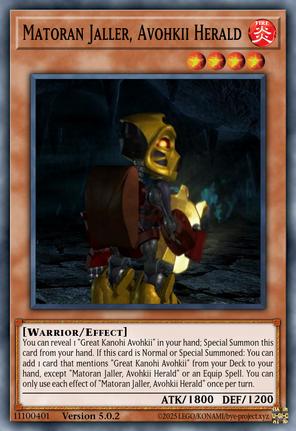 Matoran Jaller, Avohkii Herald
FIRE
炎
[Warrior/Effect]
You can reveal 1 "Great Kanohi Avohkii" in your hand; Special Summon this
card from your hand. If this card is Normal or Special Summoned: You can
add 1 card that mentions "Great Kanohi Avohkii" from your Deck to your
hand, except "Matoran Jaller, Avohkii Herald" or an Equip Spell. You can
only use each effect of "Matoran Jaller, Avohkii Herald" once per turn.
ATK/1800 DEF/1200
11100401 Version 5.0.2 ©2025 LEGO/KONAMI/bye-project.xyz